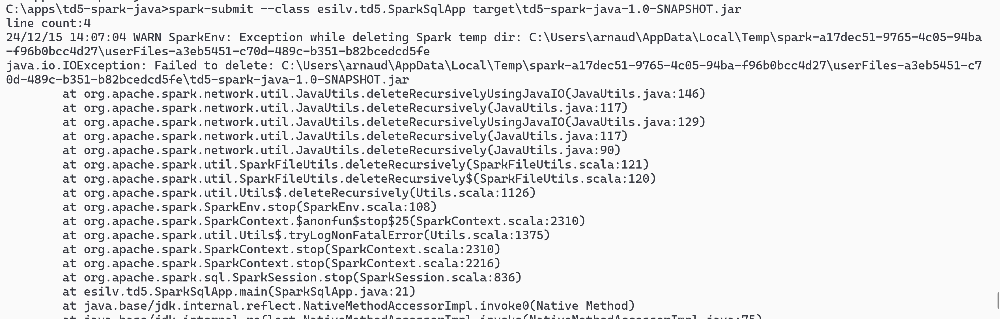 C:\apps\td5-spark-java>spark-submit --class esilv.td5.SparkSqlApp target\td5-spark-java-1.0-SNAPSHOT.jar
line count:4
24/12/15 14:07:04 WARN SparkEnv: Exception while deleting Spark temp dir: C:\Users\arnaud\AppData\Local\Temp\spark-a17dec51-9765-4c05-94ba
-f96b0bcc4d27\userFiles-a3eb5451-c70d-489c-b351-b82bcedcd5fe
java.io.IOException: Failed to delete: C:\Users\arnaud\AppData\Local\Temp\spark-a17dec51-9765-4c05-94ba-f96b0bcc4d27\userFiles-a3eb5451-c7
0d-489c-b351-b82bcedcd5fe\td5-spark-java-1.0-SNAPSHOT.jar
        at org.apache.spark.network.util.JavaUtils.deleteRecursivelyUsingJavaIO(JavaUtils.java:146)
        at org.apache.spark.network.util.JavaUtils.deleteRecursively(JavaUtils.java:117)
        at org.apache.spark.network.util.JavaUtils.deleteRecursivelyUsingJavaIO(JavaUtils.java:129)
        at org.apache.spark.network.util.JavaUtils.deleteRecursively(JavaUtils.java:117)
        at org.apache.spark.network.util.JavaUtils.deleteRecursively(JavaUtils.java:90)
        at org.apache.spark.util.SparkFileUtils.deleteRecursively(SparkFileUtils.scala:121)
        at org.apache.spark.util.SparkFileUtils.deleteRecursively$(SparkFileUtils.scala:120)
        at org.apache.spark.util.Utils$.deleteRecursively(Utils.scala:1126)
        at org.apache.spark.SparkEnv.stop(SparkEnv.scala:108)
        at org.apache.spark.SparkContext.$anonfun$stop$25(SparkContext.scala:2310)
        at org.apache.spark.util.Utils$.tryLogNonFatalError(Utils.scala:1375)
        at org.apache.spark.SparkContext.stop(SparkContext.scala:2310)
        at org.apache.spark.SparkContext.stop(SparkContext.scala:2216)
        at org.apache.spark.sql.SparkSession.stop(SparkSession.scala:836)
        at esilv.td5.SparkSqlApp.main(SparkSqlApp.java:21)
        at java.base/jdk.internal.reflect.NativeMethodAccessorImpl.invoke0(Native Method)
        at java.base/jdk.internal.reflect.NativeMethodAccessorImpl.invoke(NativeMethodAccessorImpl.java:75)